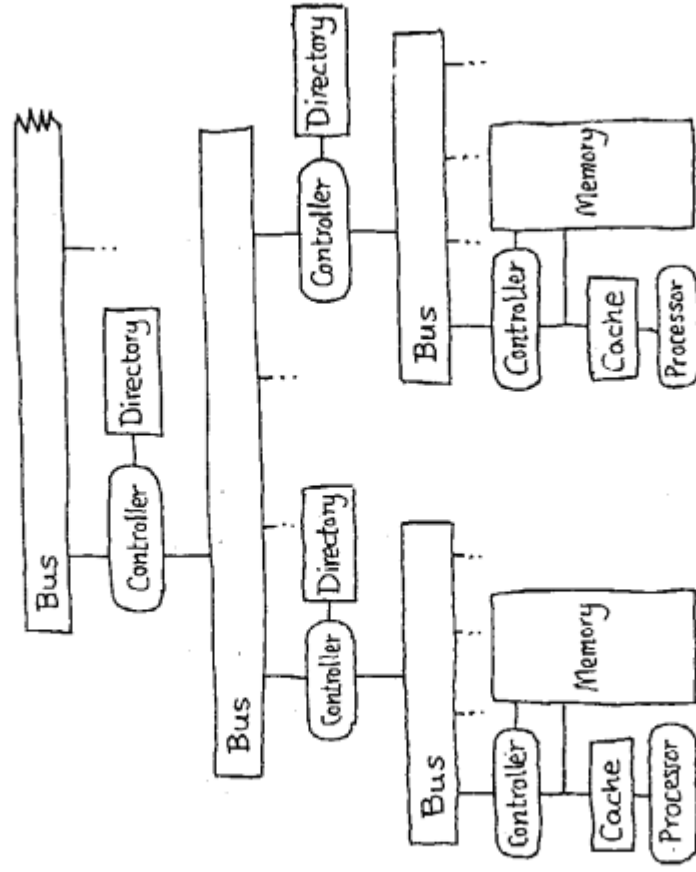 Bus
Controller
Directory
Bus
Controller
Directory
Controller
Directory
Bus
Bus
Controller
Memory
Controller
Memory
Cache
Cache
Processor
Processor